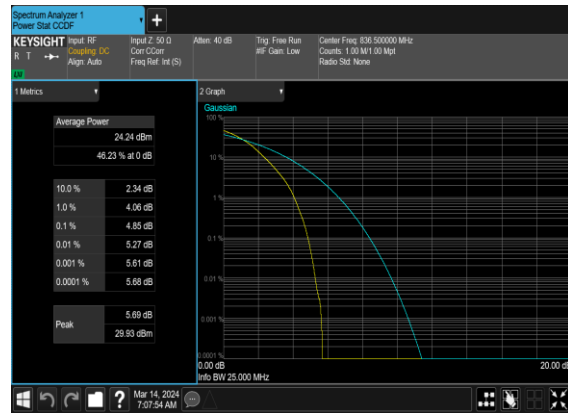 Spectrum Analyzer 1
Power Stat CCDF
KEYSIGHT Input: RF Input Z: 50 Ω Atten: 40 dB Trig: Free Run Center Freq: 836.500000 MHz
R T Coupling: DC Corr CCorr #IF Gain: Low Counts: 1.00 M/1.00 Mpt
Align: Auto Freq Ref: Int (S) Radio Std: None
LXI
1 Metrics
2 Graph
Average Power
24.24 dBm
46.23 % at 0 dB
10.0 % 2.34 dB
1.0 % 4.06 dB
0.1 % 4.85 dB
0.01 % 5.27 dB
0.001 % 5.61 dB
0.0001 % 5.68 dB
Peak 5.69 dB
29.93 dBm
Gaussian
100 %
10 %
1 %
0.1 %
0.01 %
0.001 %
0.0001 %
0.00 dB 20.00 dB
Info BW 25.000 MHz
? Mar 14, 2024
7:07:54 AM